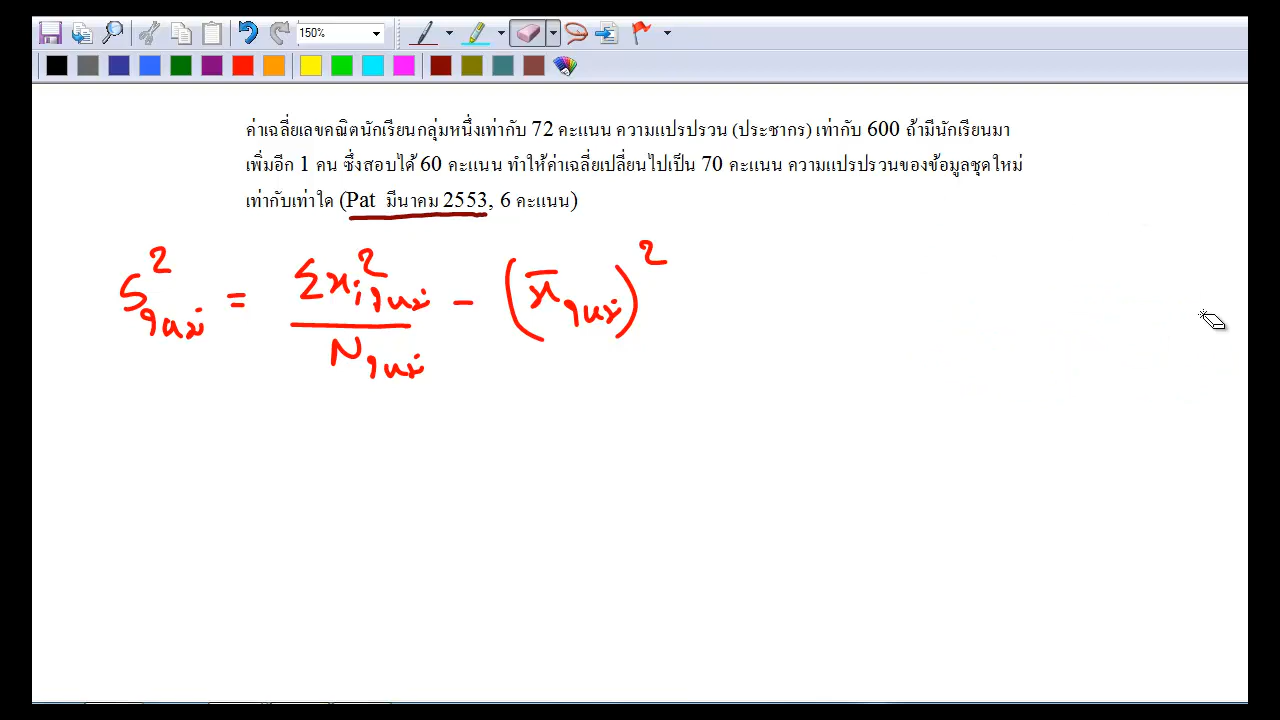 150%
ค่าเฉลี่ยเลขคณิตนักเรียนกลุ่มหนึ่งเท่ากับ 72 คะแนน ความแปรปรวน (ประชากร) เท่ากับ 600 ถ้ามีนักเรียนมา
เพิ่มอีก 1 คน ซึ่งสอบได้ 60 คะแนน ทำให้ค่าเฉลี่ยเปลี่ยนไปเป็น 70 คะแนน ความแปรปรวนของข้อมูลชุดใหม่
เท่ากับเท่าใด (Pat มีนาคม 2553, 6 คะแนน)
S²ใหม่ = Σxi²ใหม่ / Nใหม่ - (x̄ใหม่)²